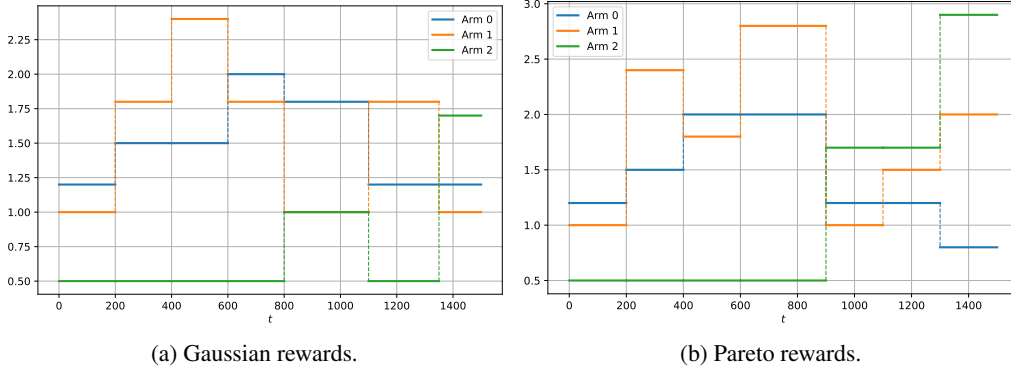 2.25
2.00
1.75
1.50
1.25
1.00
0.75
0.50
0 200 400 600 800 1000 1200 1400
t
Arm 0
Arm 1
Arm 2
(a) Gaussian rewards.
3.0
2.5
2.0
1.5
1.0
0.5
0 200 400 600 800 1000 1200 1400
t
Arm 0
Arm 1
Arm 2
(b) Pareto rewards.